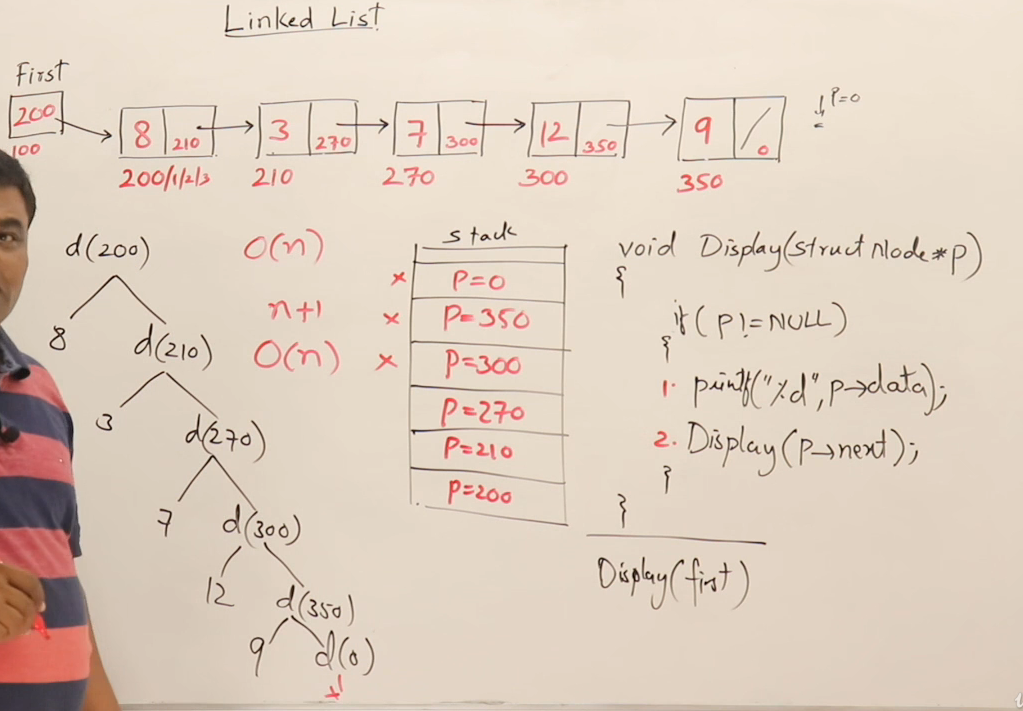 Linked List
First
200
100
8 210
200/1/2/3
3 270
210
7 300
270
12 350
300
9 0
350
P=0
d(200)
8 d(210)
3 d(270)
7 d(300)
12 d(350)
9 d(0)
x
O(n)
n+1
O(n)
stack
x P=0
x P=350
x P=300
P=270
P=210
P=200
void Display(struct Node*p)
{
if(P!=NULL)
{
1. printf("%d",p→data);
2. Display(p→next);
}
}
Display(first)